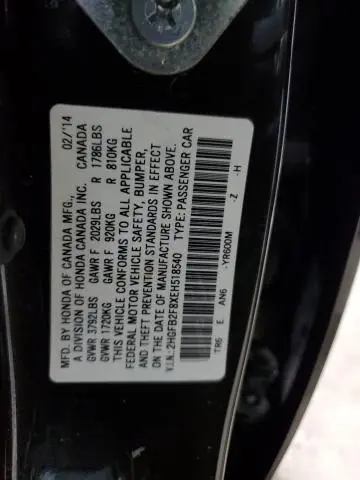 MFD. BY HONDA OF CANADA MFG., 02/'14
A DIVISION OF HONDA CANADA INC. CANADA
GVWR 3792LBS GAWR F 2029LBS R 1786LBS
GVWR 1720KG GAWR F 920KG R 810KG
THIS VEHICLE CONFORMS TO ALL APPLICABLE
FEDERAL MOTOR VEHICLE SAFETY, BUMPER,
AND THEFT PREVENTION STANDARDS IN EFFECT
ON THE DATE OF MANUFACTURE SHOWN ABOVE.
V.I.N.: 2HGFB2F8XEH518540 TYPE: PASSENGER CAR
TR6 E AN6 -YR600M -Z -H